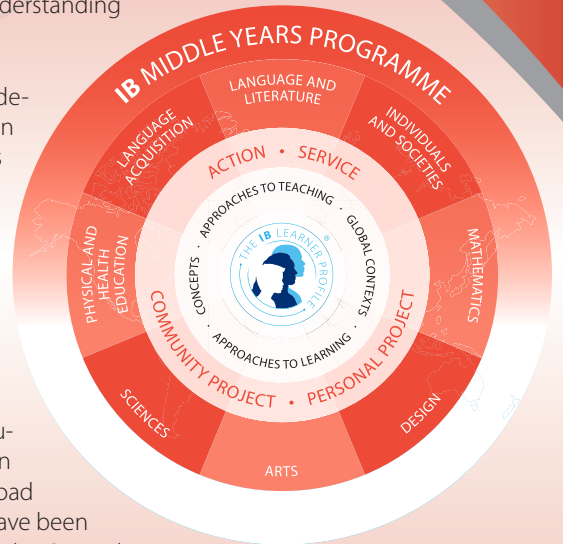 derstanding
de-
n
s
u-
n
oad
ave been
IB MIDDLE YEARS PROGRAMME
LANGUAGE AND
LITERATURE
INDIVIDUALS
AND SOCIETIES
MATHEMATICS
DESIGN
ARTS
SCIENCES
PHYSICAL AND
HEALTH
EDUCATION
LANGUAGE
ACQUISITION
ACTION • SERVICE
PERSONAL PROJECT
COMMUNITY PROJECT •
APPROACHES TO TEACHING ·
GLOBAL CONTEXTS ·
APPROACHES TO LEARNING ·
CONCEPTS ·
THE IB LEARNER PROFILE ®